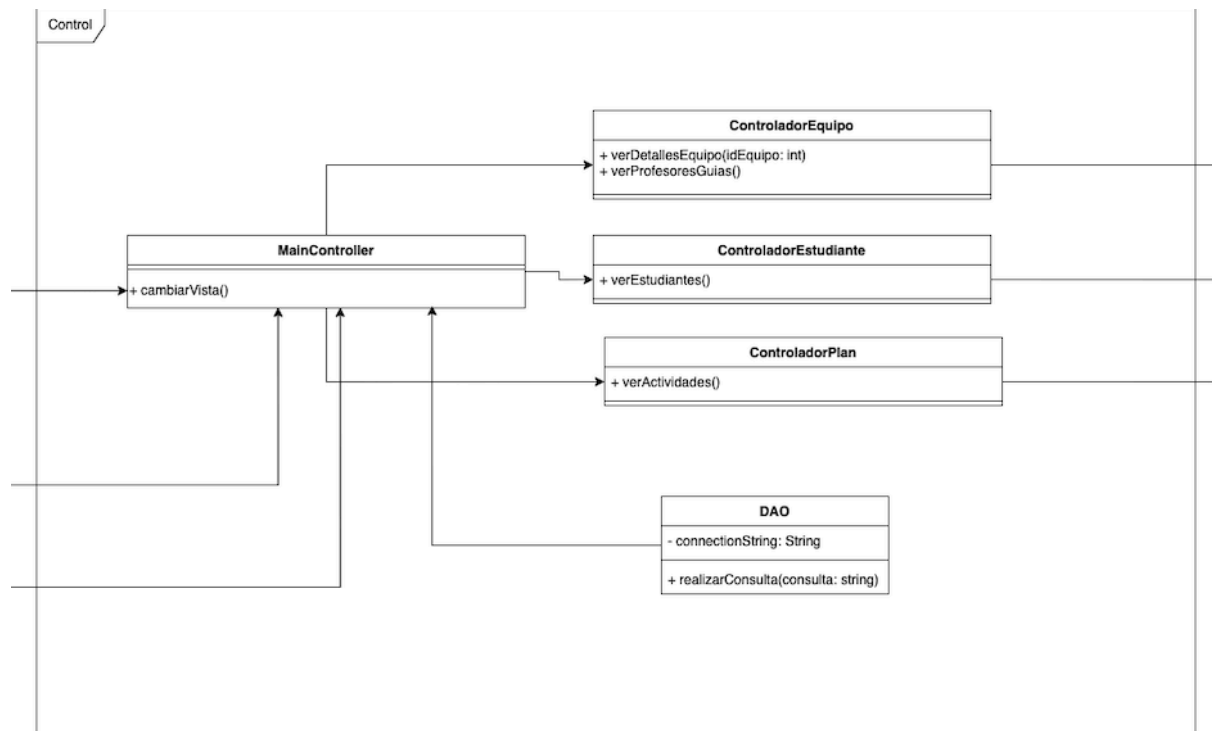 Control
ControladorEquipo
+ verDetallesEquipo(idEquipo: int)
+ verProfesoresGuias()
MainController
+ cambiarVista()
ControladorEstudiante
+ verEstudiantes()
ControladorPlan
+ verActividades()
DAO
- connectionString: String
+ realizarConsulta(consulta: string)